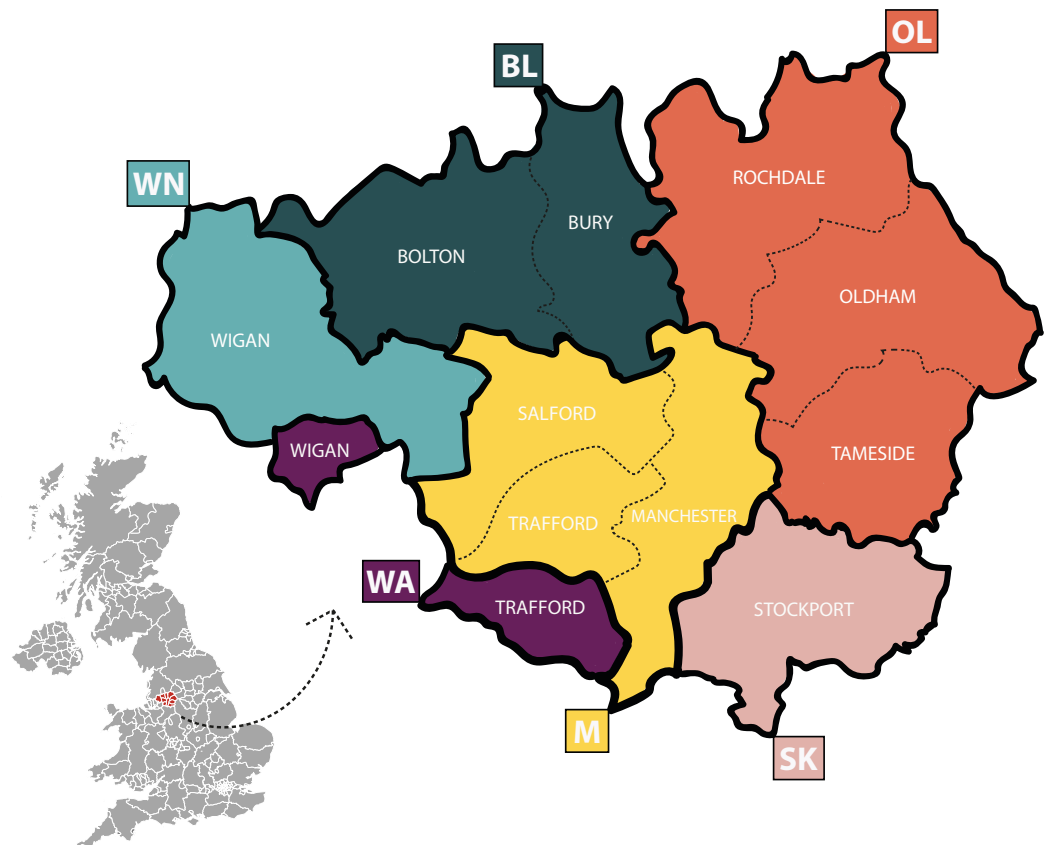 OL
BL
WN
ROCHDALE
BURY
BOLTON
OLDHAM
WIGAN
SALFORD
WIGAN
TAMESIDE
TRAFFORD
MANCHESTER
WA
TRAFFORD
STOCKPORT
M
SK